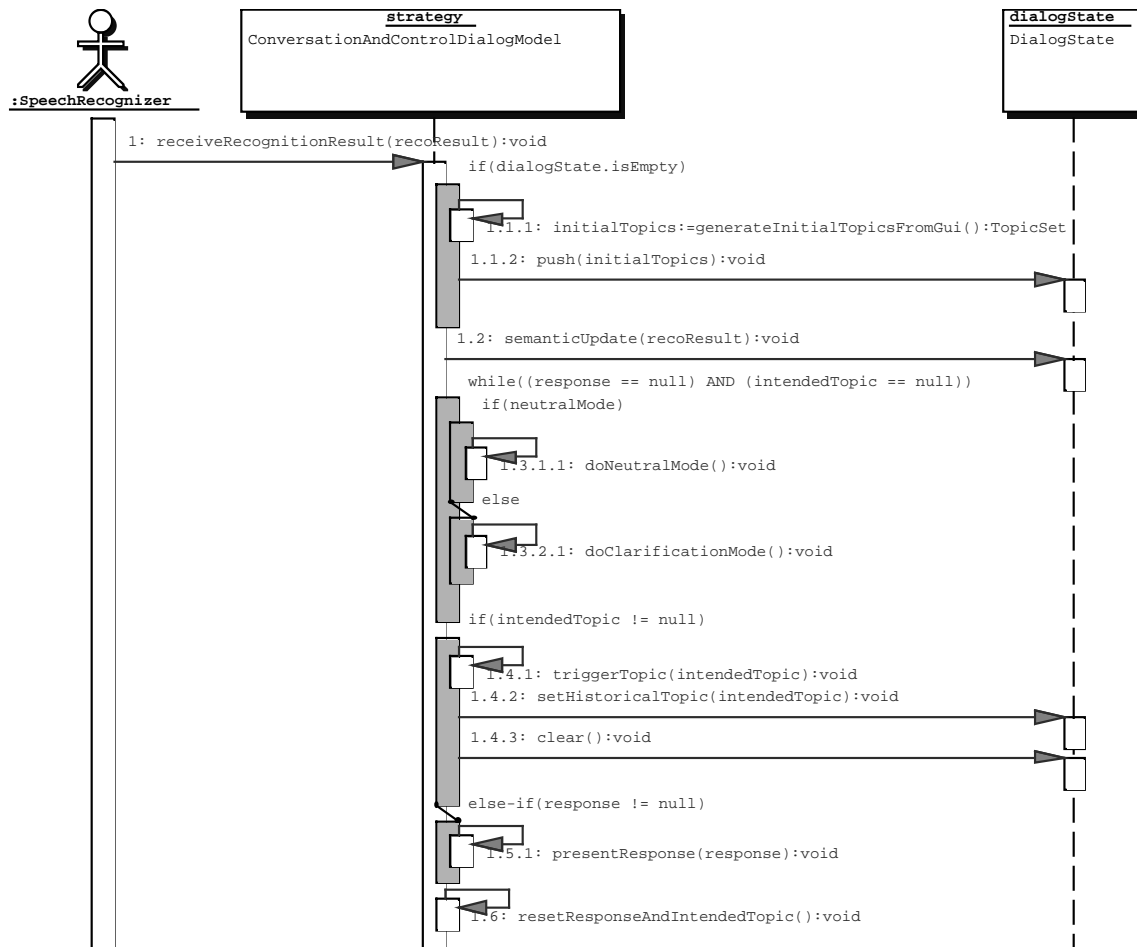 strategy
ConversationAndControlDialogModel
dialogState
DialogState
:SpeechRecognizer
1: receiveRecognitionResult(recoResult):void
if(dialogState.isEmpty)
1.1.1: initialTopics:=generateInitialTopicsFromGui():TopicSet
1.1.2: push(initialTopics):void
1.2: semanticUpdate(recoResult):void
while((response == null) AND (intendedTopic == null))
if(neutralMode)
1.3.1.1: doNeutralMode():void
else
1.3.2.1: doClarificationMode():void
if(intendedTopic != null)
1.4.1: triggerTopic(intendedTopic):void
1.4.2: setHistoricalTopic(intendedTopic):void
1.4.3: clear():void
else-if(response != null)
1.5.1: presentResponse(response):void
1.6: resetResponseAndIntendedTopic():void